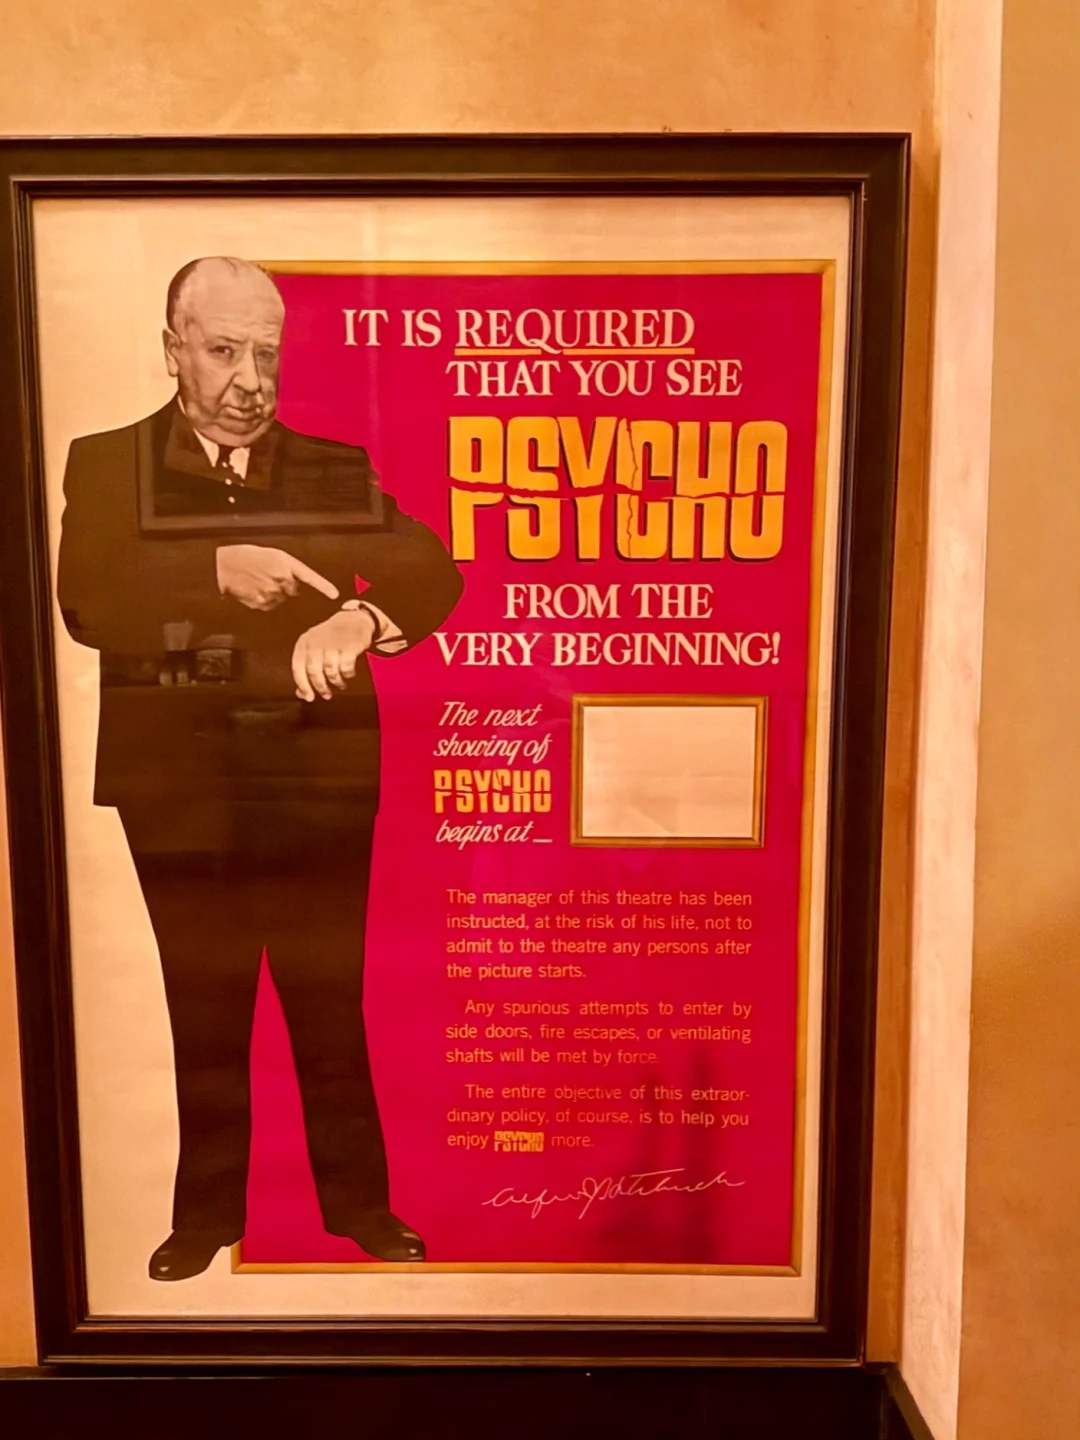 IT IS REQUIRED
THAT YOU SEE
PSYCHO
FROM THE
VERY BEGINNING!
The next
showing of
PSYCHO
begins at _
The manager of this theatre has been
instructed, at the risk of his life, not to
admit to the theatre any persons after
the picture starts.
Any spurious attempts to enter by
side doors, fire escapes, or ventilating
shafts will be met by force.
The entire objective of this extraor-
dinary policy, of course, is to help you
enjoy PSYCHO more.
Alfred J Hitchcock